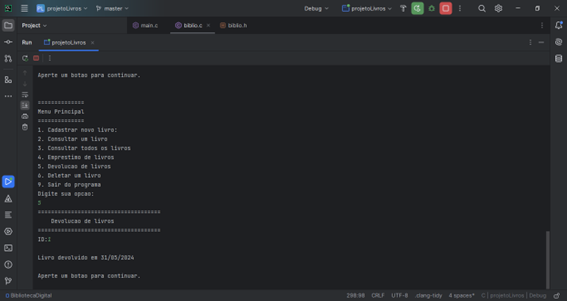 PL projetoLivros
master
Debug
projetoLivros
Project
main.c
biblio.c
biblio.h
Run
projetoLivros
Aperte um botao para continuar.
==============
Menu Principal
==============
1. Cadastrar novo livro:
2. Consultar um livro
3. Consultar todos os livros
4. Emprestimo de livros
5. Devolucao de livros
6. Deletar um livro
9. Sair do programa
Digite sua opcao:
5
=====================================
Devolucao de livros
=====================================
ID:1
Livro devolvido em 31/05/2024
Aperte um botao para continuar.
BibliotecaDigital
298:98 CRLF UTF-8 .clang-tidy 4 spaces* C | projetoLivros | Debug